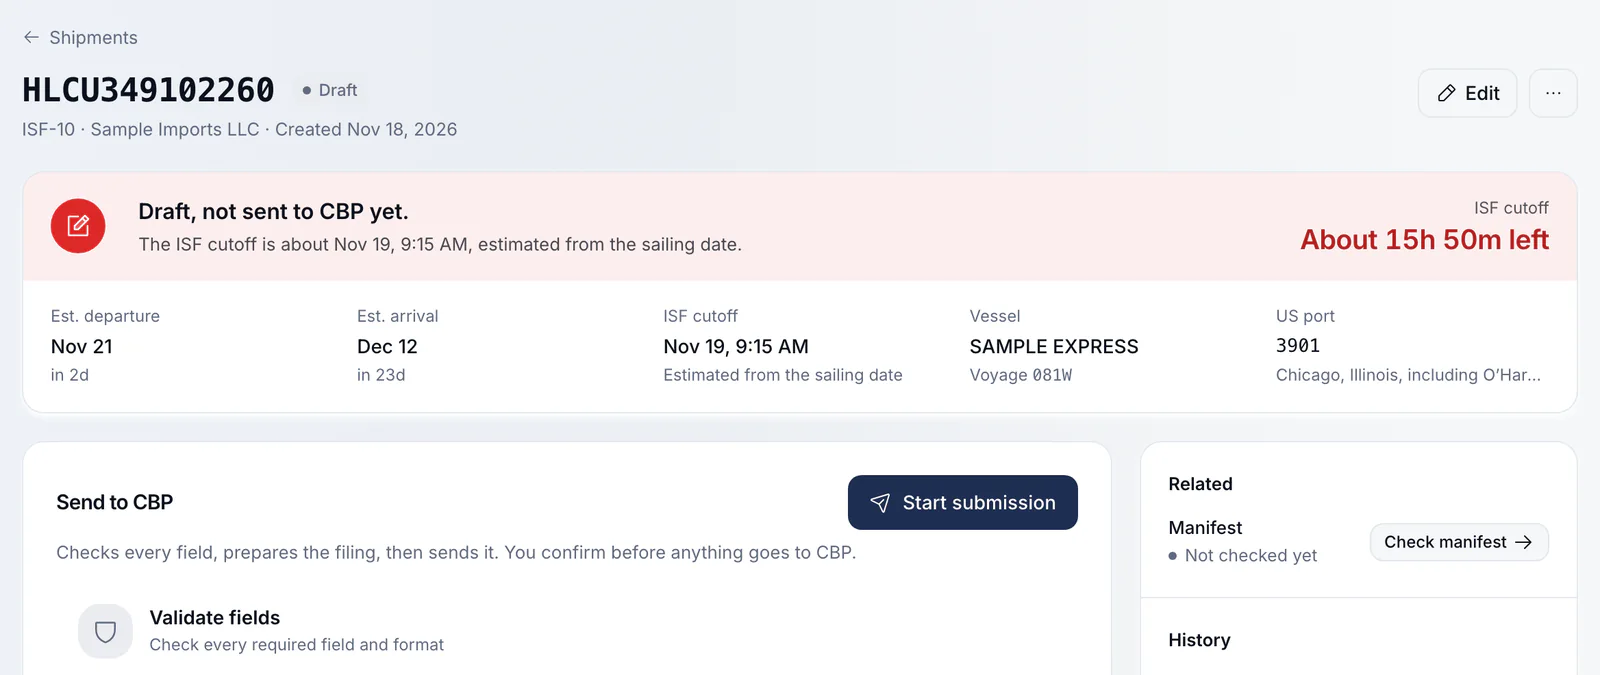 ← Shipments
HLCU349102260 • Draft
Edit ...
ISF-10 · Sample Imports LLC · Created Nov 18, 2026
Draft, not sent to CBP yet.
The ISF cutoff is about Nov 19, 9:15 AM, estimated from the sailing date.
ISF cutoff
About 15h 50m left
Est. departure
Nov 21
in 2d
Est. arrival
Dec 12
in 23d
ISF cutoff
Nov 19, 9:15 AM
Estimated from the sailing date
Vessel
SAMPLE EXPRESS
Voyage 081W
US port
3901
Chicago, Illinois, including O’Har...
Send to CBP
Start submission
Checks every field, prepares the filing, then sends it. You confirm before anything goes to CBP.
Validate fields
Check every required field and format
Related
Manifest
• Not checked yet
Check manifest →
History